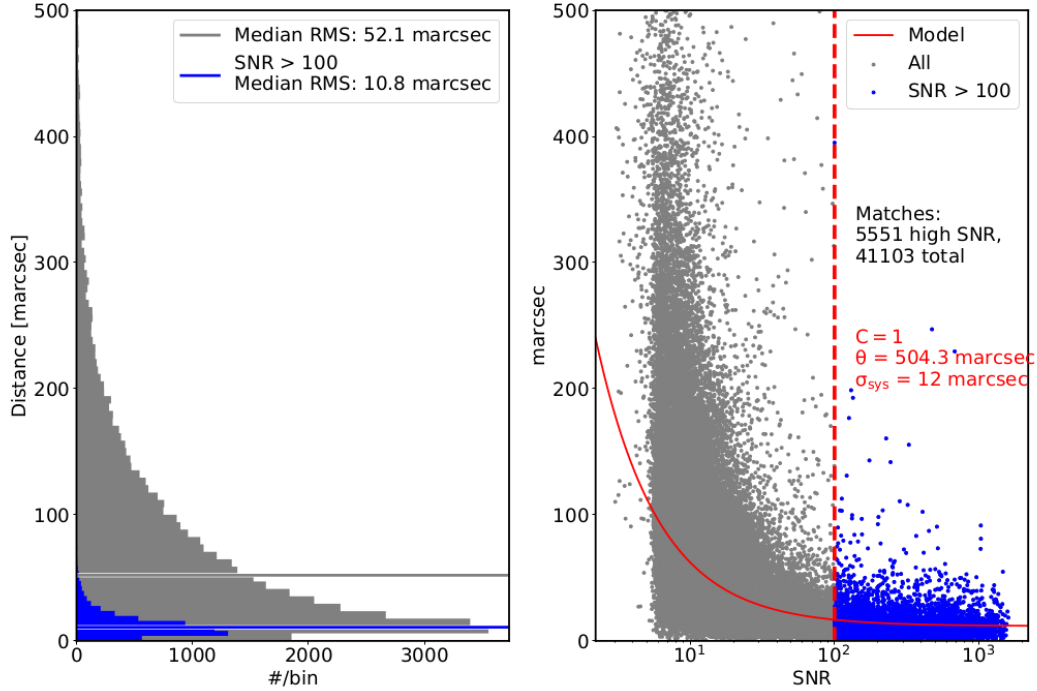 500
400
300
200
100
0
Distance [marcsec]
0
1000
2000
3000
#/bin
Median RMS: 52.1 marcsec
SNR > 100
Median RMS: 10.8 marcsec
500
400
300
200
100
0
marcsec
10¹
10²
10³
SNR
Model
All
SNR > 100
Matches:
5551 high SNR,
41103 total
C = 1
θ = 504.3 marcsec
σsys = 12 marcsec